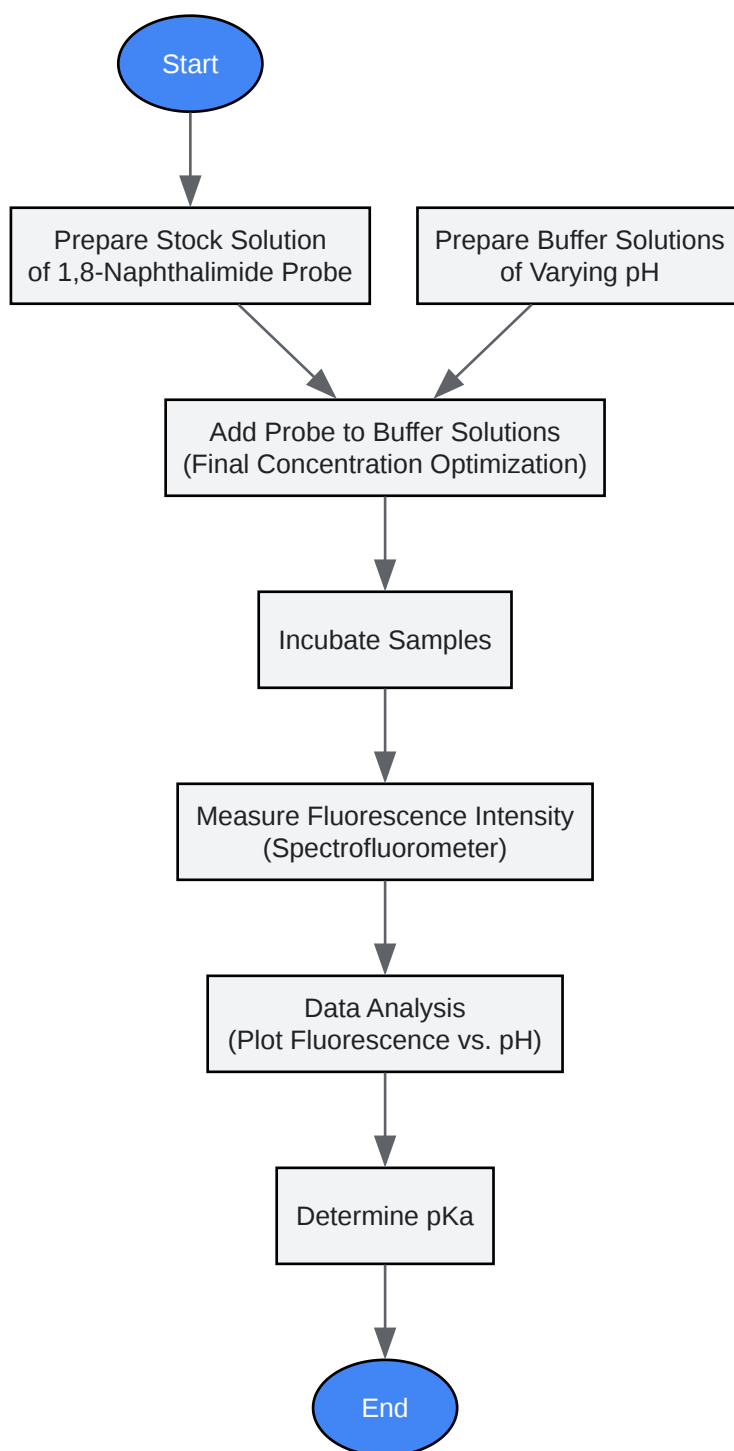 Start
Prepare Stock Solution
of 1,8-Naphthalimide Probe
Prepare Buffer Solutions
of Varying pH
Add Probe to Buffer Solutions
(Final Concentration Optimization)
Incubate Samples
Measure Fluorescence Intensity
(Spectrofluorometer)
Data Analysis
(Plot Fluorescence vs. pH)
Determine pKa
End